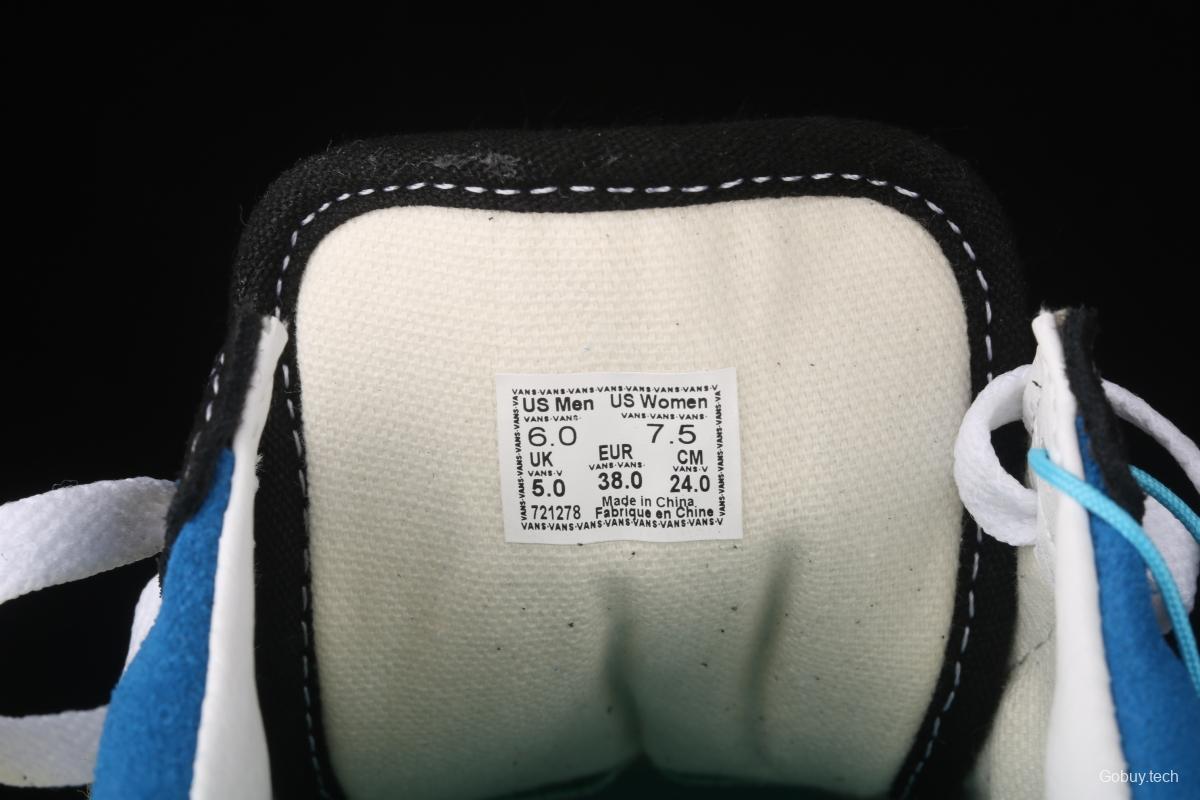 VANS·VANS·VANS·VANS·VANS·VANS·V
US Men US Women
VANS·VANS· VANS·VANS·VANS·
6.0 7.5
UK EUR CM
VANS·V VANS·VANS· VANS·V
5.0 38.0 24.0
Made in China
721278 Fabrique en Chine
VANS·VANS·VANS·VANS·VANS·VANS·V
Gobuy.tech